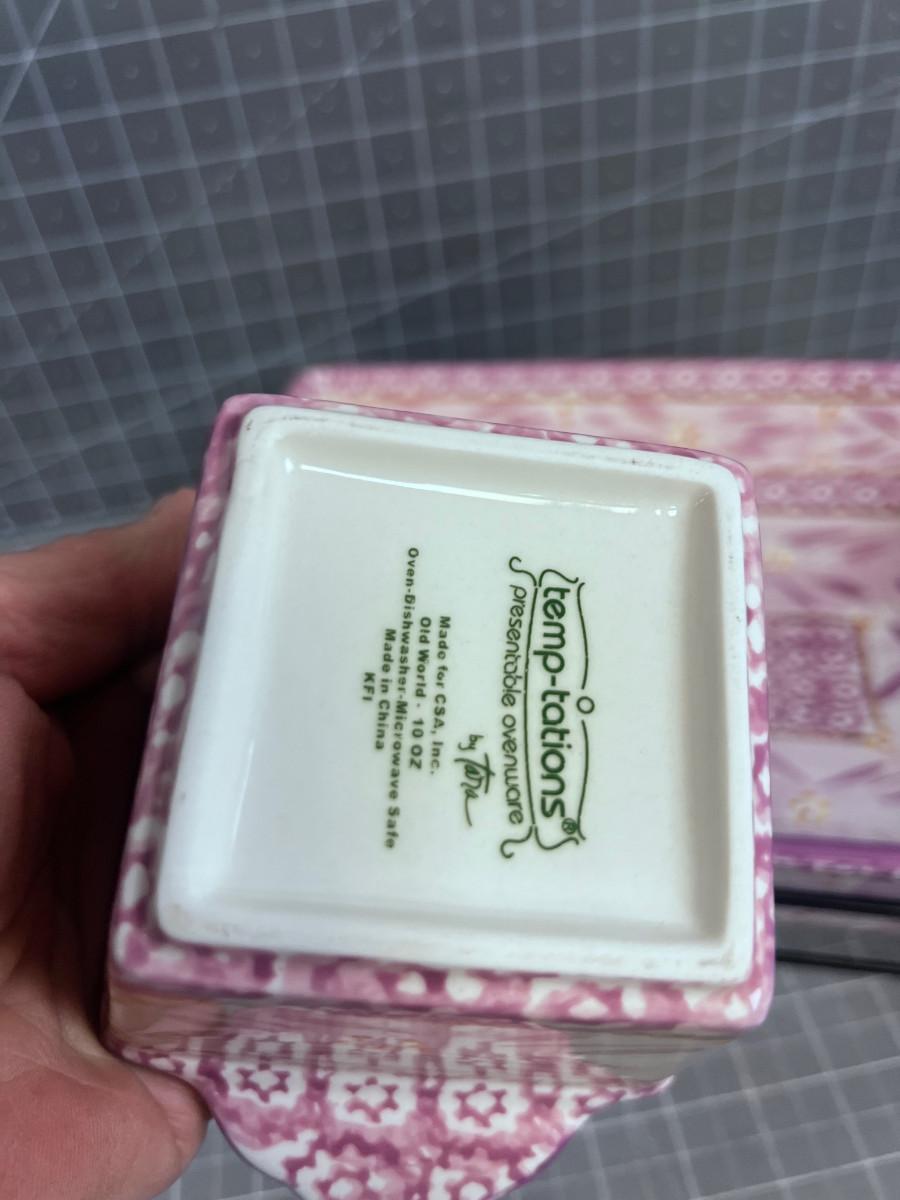 temp-tations®
presentable ovenware
by Tara
Made for CSA, Inc.
Old World - 10 OZ
Oven-Dishwasher-Microwave Safe
Made in China
KFI